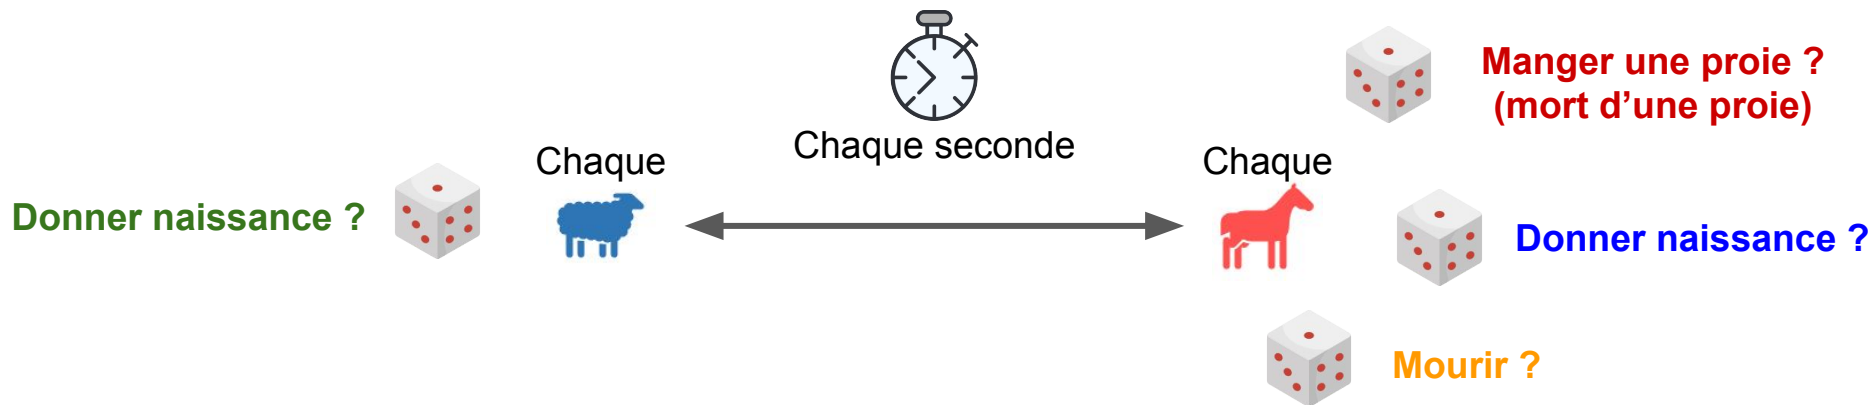 Donner naissance ?
Chaque
Chaque seconde
Chaque
Manger une proie ?
(mort d’une proie)
Donner naissance ?
Mourir ?